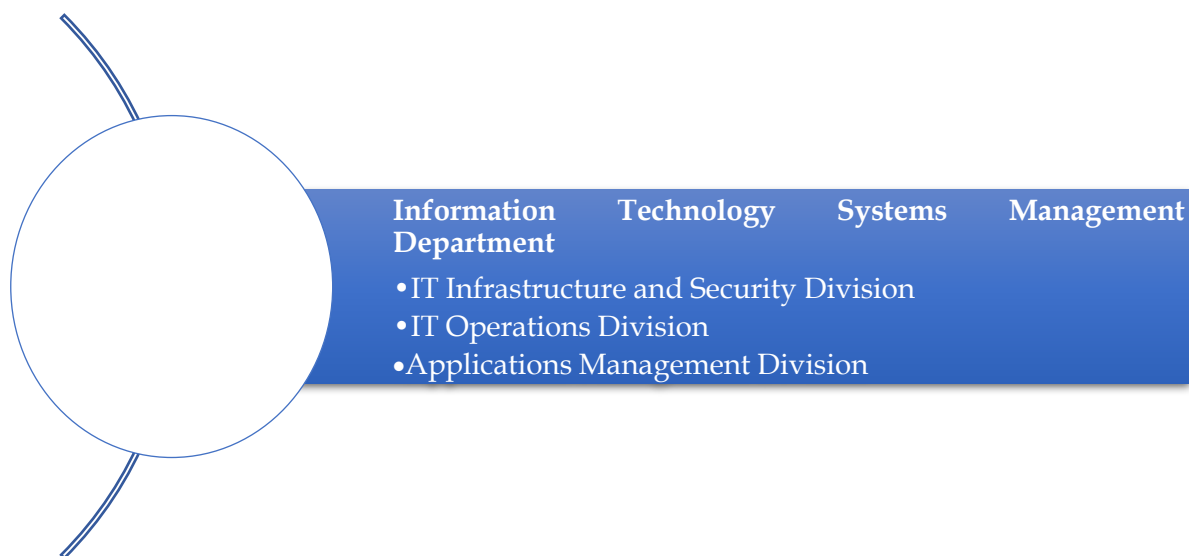 Information Technology Systems Management
Department
•IT Infrastructure and Security Division
•IT Operations Division
•Applications Management Division